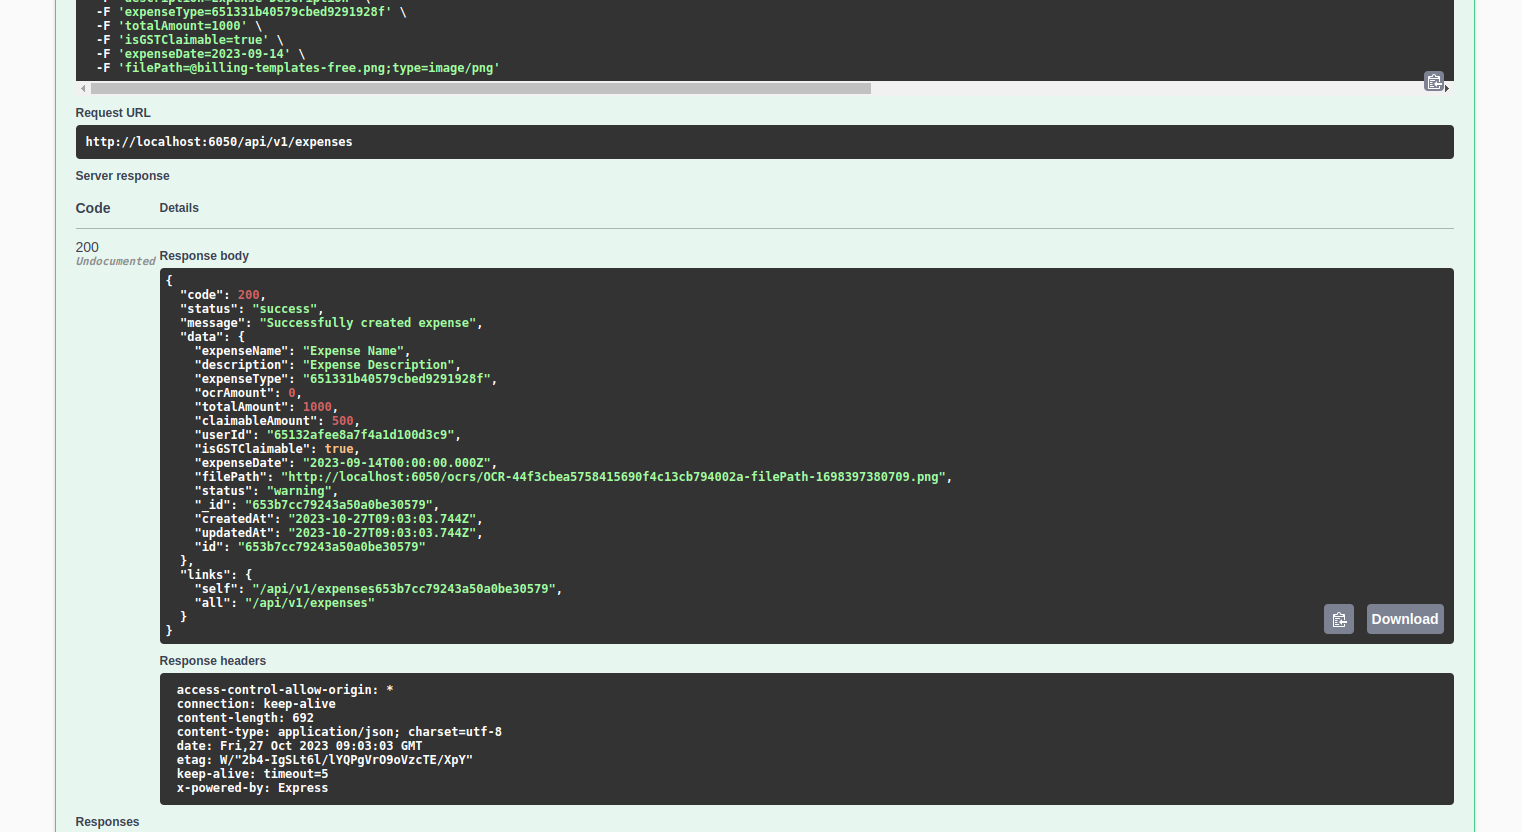 -F 'expenseType=651331b40579cbed9291928f' \
-F 'totalAmount=1000' \
-F 'isGSTClaimable=true' \
-F 'expenseDate=2023-09-14' \
-F 'filePath=@billing-templates-free.png;type=image/png'
Request URL
http://localhost:6050/api/v1/expenses
Server response
Code Details
200
Undocumented
Response body
{
"code": 200,
"status": "success",
"message": "Successfully created expense",
"data": {
"expenseName": "Expense Name",
"description": "Expense Description",
"expenseType": "651331b40579cbed9291928f",
"ocrAmount": 0,
"totalAmount": 1000,
"claimableAmount": 500,
"userId": "65132afee8a7f4a1d100d3c9",
"isGSTClaimable": true,
"expenseDate": "2023-09-14T00:00:00.000Z",
"filePath": "http://localhost:6050/ocrs/OCR-44f3cbea5758415690f4c13cb794002a-filePath-1698397380709.png",
"status": "warning",
"_id": "653b7cc79243a50a0be30579",
"createdAt": "2023-10-27T09:03:03.744Z",
"updatedAt": "2023-10-27T09:03:03.744Z",
"id": "653b7cc79243a50a0be30579"
},
"links": {
"self": "/api/v1/expenses653b7cc79243a50a0be30579",
"all": "/api/v1/expenses"
}
}
Download
Response headers
access-control-allow-origin: *
connection: keep-alive
content-length: 692
content-type: application/json; charset=utf-8
date: Fri,27 Oct 2023 09:03:03 GMT
etag: W/"2b4-IgSLt6l/lYQPgVrO9oVzcTE/XpY"
keep-alive: timeout=5
x-powered-by: Express
Responses